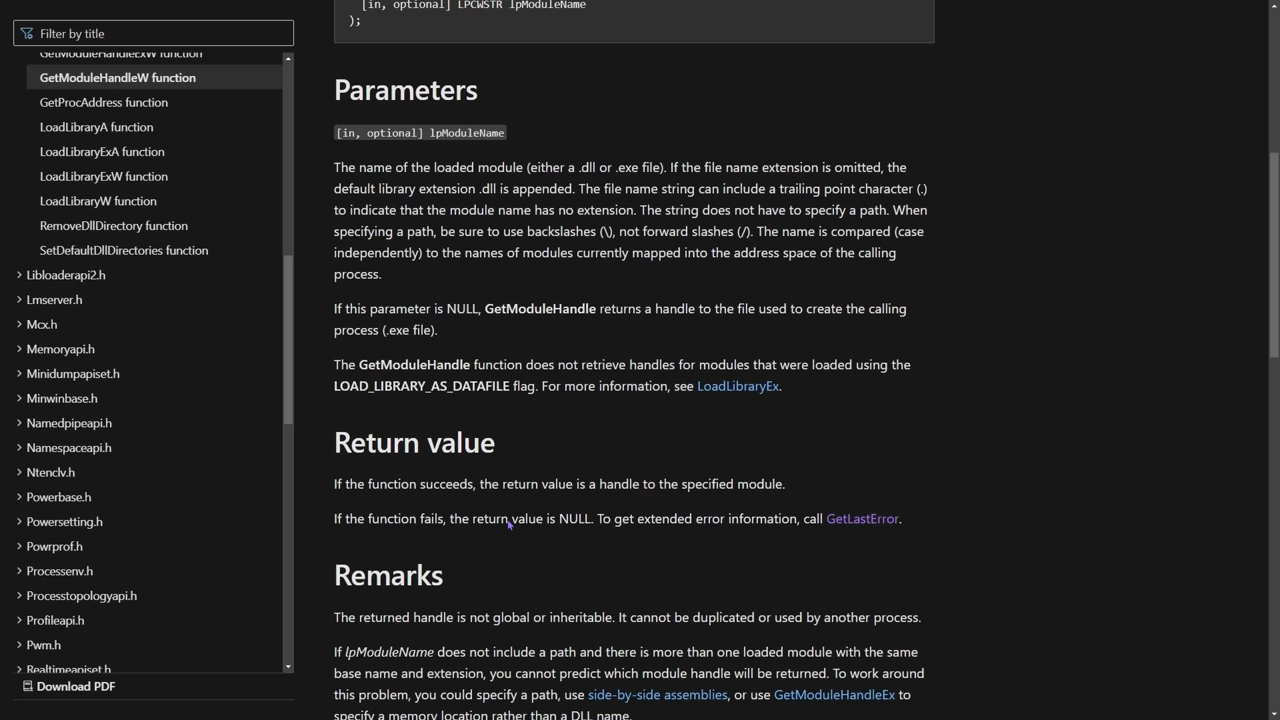 Filter by title
GetModuleHandleExW function
GetModuleHandleW function
GetProcAddress function
LoadLibraryA function
LoadLibraryExA function
LoadLibraryExW function
LoadLibraryW function
RemoveDllDirectory function
SetDefaultDllDirectories function
Libloaderapi2.h
Lmserver.h
Mcx.h
Memoryapi.h
Minidumpapiset.h
Minwinbase.h
Namedpipeapi.h
Namespaceapi.h
Ntenclv.h
Powerbase.h
Powersetting.h
Powrprof.h
Processenv.h
Processtopologyapi.h
Profileapi.h
Pwm.h
Realtimeapiset.h
Download PDF
[in, optional] LPCWSTR lpModuleName
);
Parameters
[in, optional] lpModuleName
The name of the loaded module (either a .dll or .exe file). If the file name extension is omitted, the
default library extension .dll is appended. The file name string can include a trailing point character (.)
to indicate that the module name has no extension. The string does not have to specify a path. When
specifying a path, be sure to use backslashes (\), not forward slashes (/). The name is compared (case
independently) to the names of modules currently mapped into the address space of the calling
process.
If this parameter is NULL, GetModuleHandle returns a handle to the file used to create the calling
process (.exe file).
The GetModuleHandle function does not retrieve handles for modules that were loaded using the
LOAD_LIBRARY_AS_DATAFILE flag. For more information, see LoadLibraryEx.
Return value
If the function succeeds, the return value is a handle to the specified module.
If the function fails, the return value is NULL. To get extended error information, call GetLastError.
Remarks
The returned handle is not global or inheritable. It cannot be duplicated or used by another process.
If lpModuleName does not include a path and there is more than one loaded module with the same
base name and extension, you cannot predict which module handle will be returned. To work around
this problem, you could specify a path, use side-by-side assemblies, or use GetModuleHandleEx to
specify a memory location rather than a DLL name.